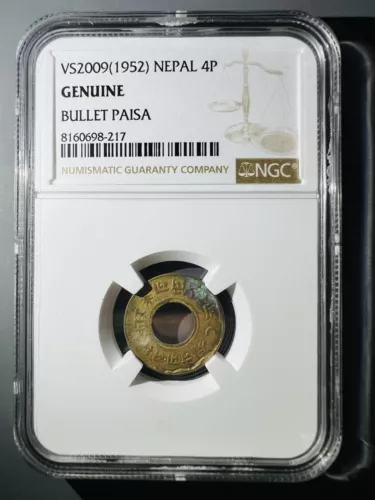 VS2009(1952) NEPAL 4P
GENUINE
BULLET PAISA
8160698-217
NUMISMATIC GUARANTY COMPANY
NGC